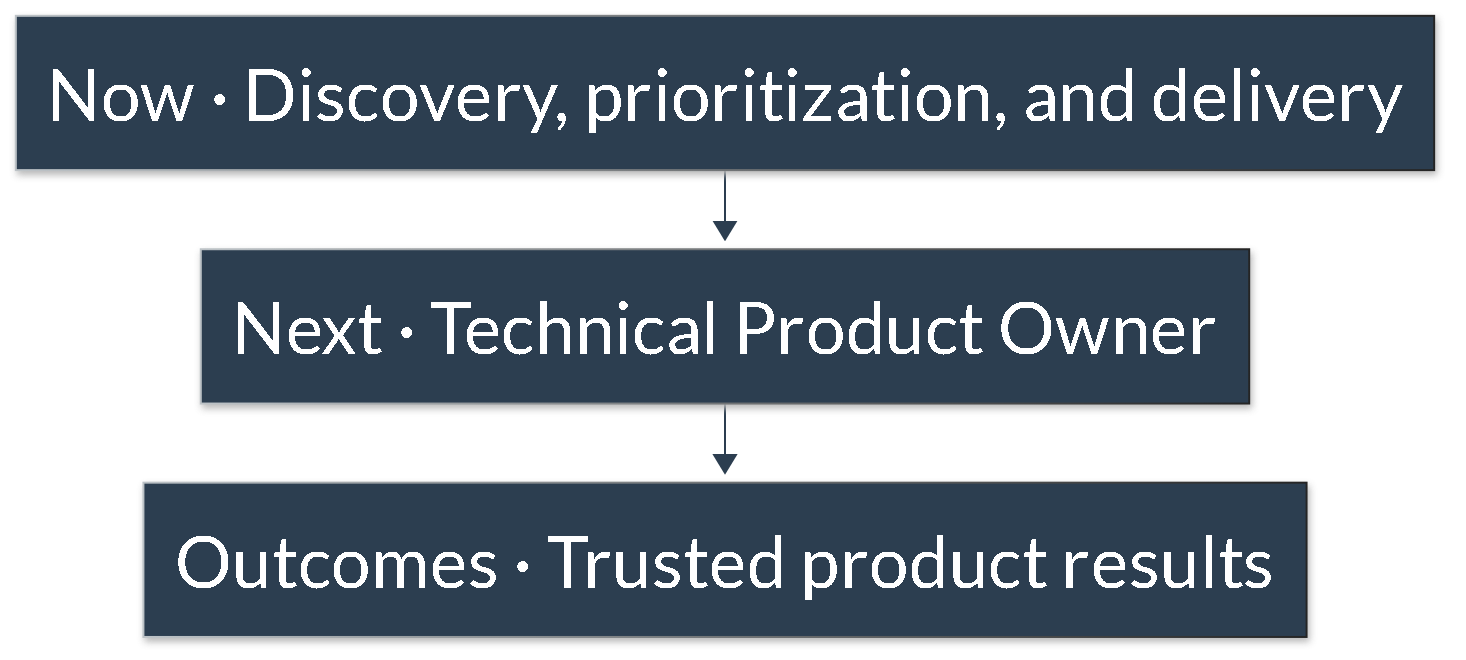 Now · Discovery, prioritization, and delivery
Next · Technical Product Owner
Outcomes · Trusted product results